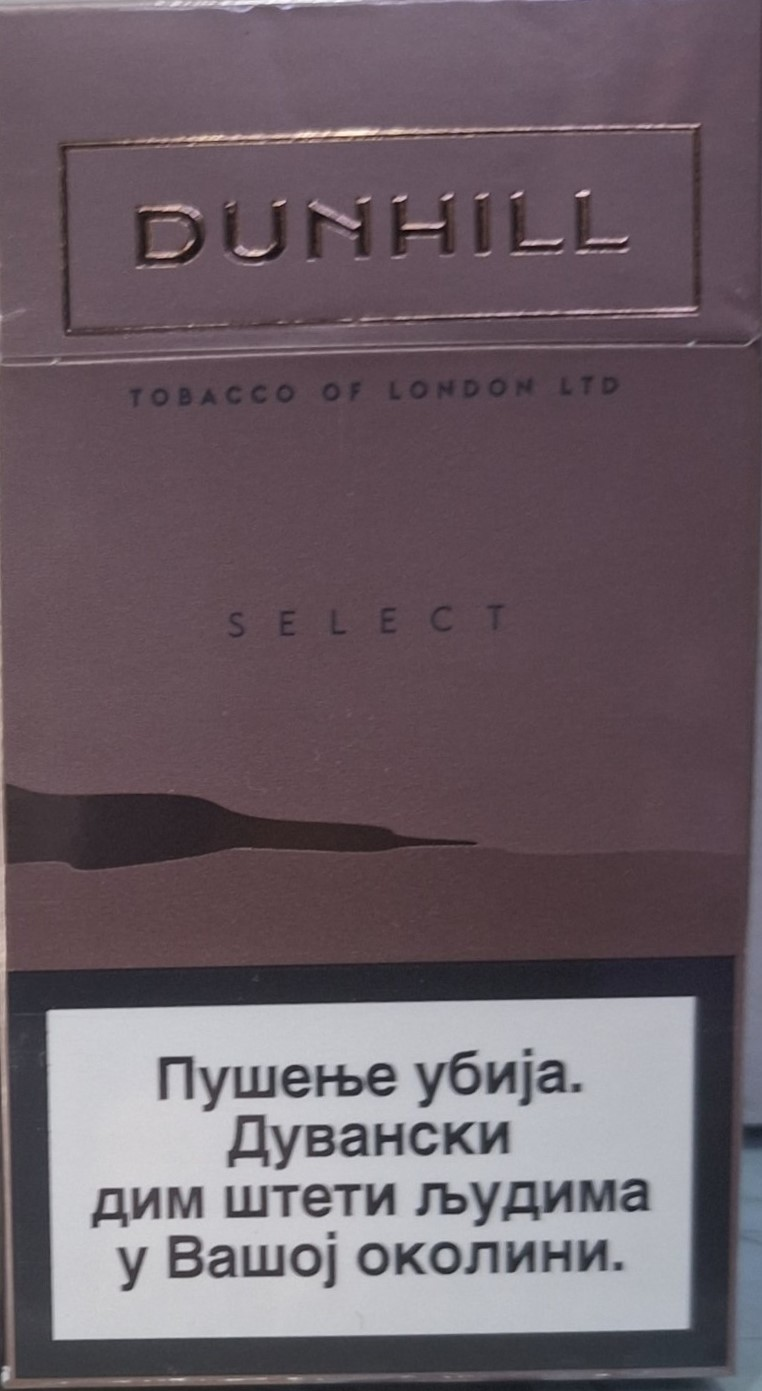 DUNHILL
TOBACCO OF LONDON LTD
SELECT
Пушење убија.
Дувански
дим штети људима
у Вашој околини.